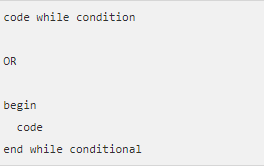 code while condition
OR
begin
  code
end while conditional